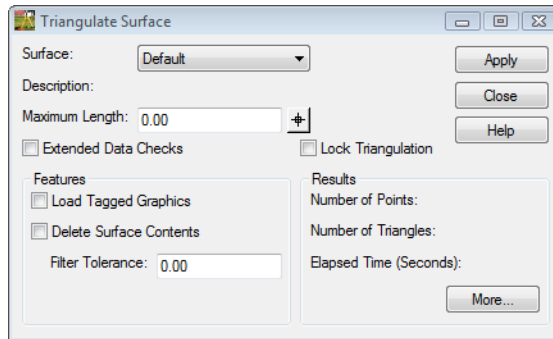 Triangulate Surface
Surface: Default
Apply
Description:
Close
Maximum Length: 0.00
Help
Extended Data Checks
Lock Triangulation
Features
Load Tagged Graphics
Delete Surface Contents
Filter Tolerance: 0.00
Results
Number of Points:
Number of Triangles:
Elapsed Time (Seconds):
More...